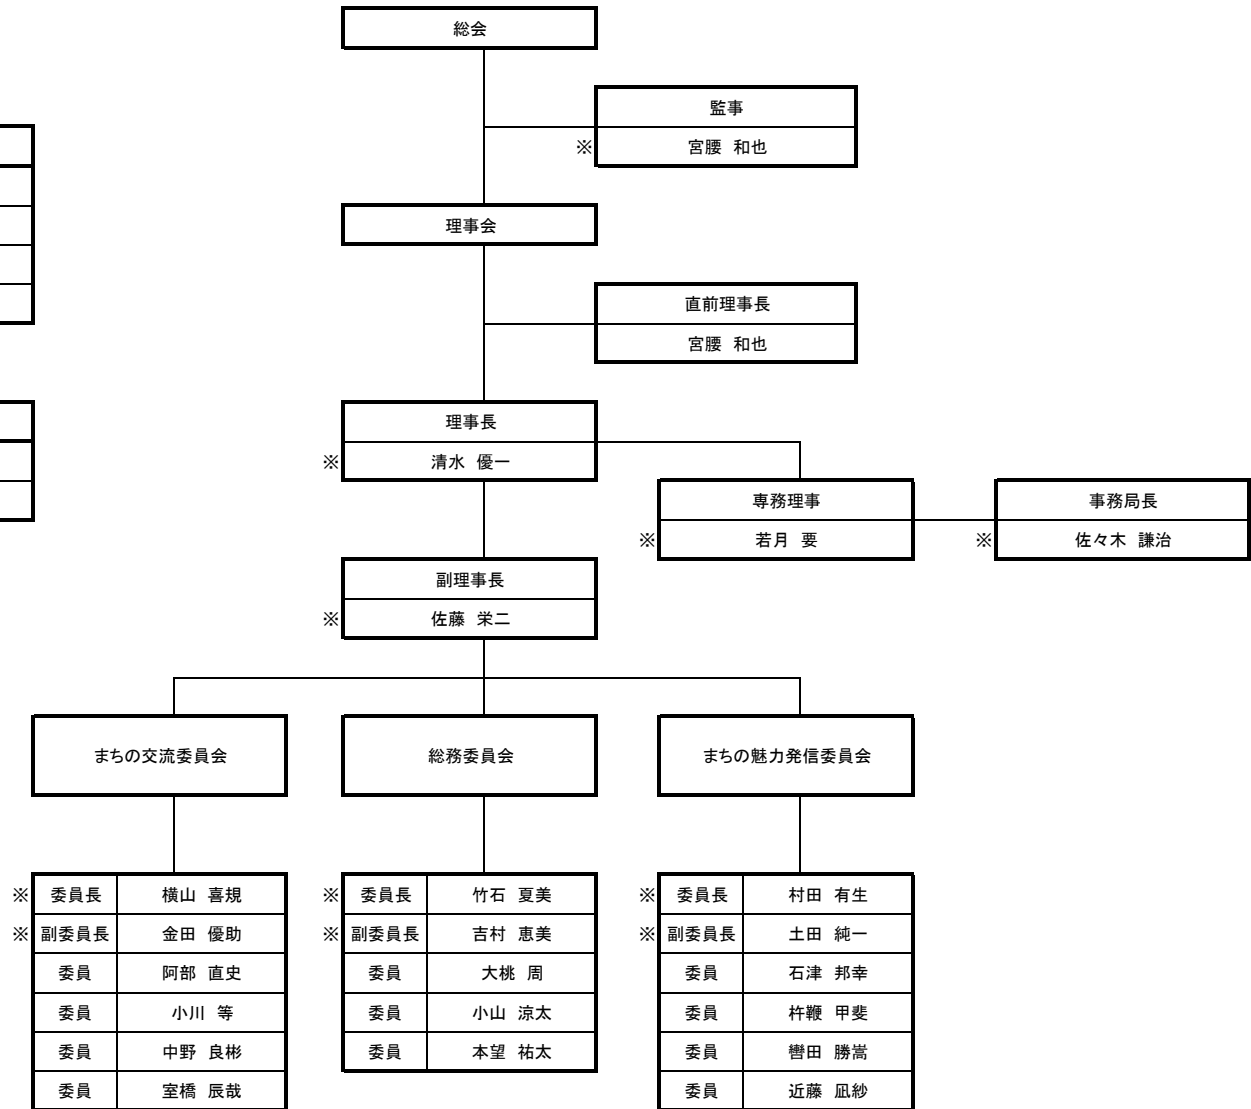 総会
監事
※ 宮腰 和也
理事会
直前理事長
宮腰 和也
理事長
※ 清水 優一
専務理事
※ 若月 要
事務局長
※ 佐々木 謙治
副理事長
※ 佐藤 栄二
まちの交流委員会
※ 委員長 横山 喜規
※ 副委員長 金田 優助
委員 阿部 直史
委員 小川 等
委員 中野 良彬
委員 室橋 辰哉
総務委員会
※ 委員長 竹石 夏美
※ 副委員長 吉村 恵美
委員 大桃 周
委員 小山 涼太
委員 本望 祐太
まちの魅力発信委員会
※ 委員長 村田 有生
※ 副委員長 土田 純一
委員 石津 邦幸
委員 杵鞭 甲斐
委員 轡田 勝嵩
委員 近藤 凪紗